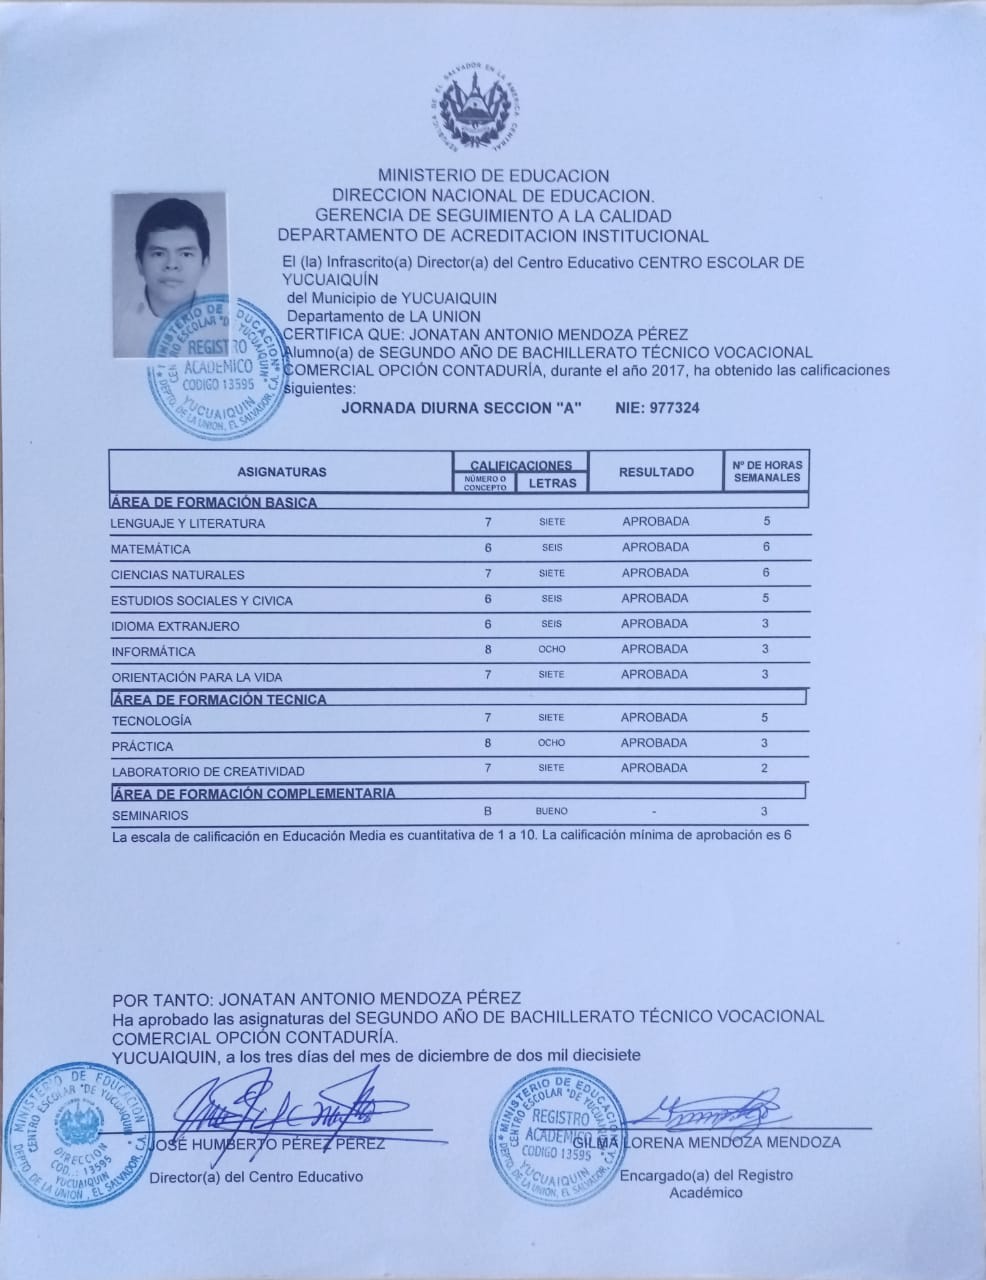 REPÚBLICA DE EL SALVADOR EN LA AMERICA CENTRAL
MINISTERIO DE EDUCACION
DIRECCION NACIONAL DE EDUCACION.
GERENCIA DE SEGUIMIENTO A LA CALIDAD
DEPARTAMENTO DE ACREDITACION INSTITUCIONAL
El (la) Infrascrito(a) Director(a) del Centro Educativo CENTRO ESCOLAR DE
YUCUAIQUÍN
del Municipio de YUCUAIQUIN
Departamento de LA UNION
CERTIFICA QUE: JONATAN ANTONIO MENDOZA PÉREZ
Alumno(a) de SEGUNDO AÑO DE BACHILLERATO TÉCNICO VOCACIONAL
COMERCIAL OPCIÓN CONTADURÍA, durante el año 2017, ha obtenido las calificaciones
siguientes:
MINISTERIO DE EDUCACION
CENTRO ESCOLAR "DE YUCUAIQUIN"
REGISTRO
ACADEMICO
CODIGO 13595
YUCUAIQUIN
DEPTO. DE LA UNION, EL SALVADOR, C.A.
JORNADA DIURNA SECCION "A" NIE: 977324
ASIGNATURAS CALIFICACIONES RESULTADO Nº DE HORAS SEMANALES
NÚMERO O CONCEPTO LETRAS
ÁREA DE FORMACIÓN BASICA
LENGUAJE Y LITERATURA 7 SIETE APROBADA 5
MATEMÁTICA 6 SEIS APROBADA 6
CIENCIAS NATURALES 7 SIETE APROBADA 6
ESTUDIOS SOCIALES Y CIVICA 6 SEIS APROBADA 5
IDIOMA EXTRANJERO 6 SEIS APROBADA 3
INFORMÁTICA 8 OCHO APROBADA 3
ORIENTACIÓN PARA LA VIDA 7 SIETE APROBADA 3
ÁREA DE FORMACIÓN TECNICA
TECNOLOGÍA 7 SIETE APROBADA 5
PRÁCTICA 8 OCHO APROBADA 3
LABORATORIO DE CREATIVIDAD 7 SIETE APROBADA 2
ÁREA DE FORMACIÓN COMPLEMENTARIA
SEMINARIOS B BUENO - 3
La escala de calificación en Educación Media es cuantitativa de 1 a 10. La calificación mínima de aprobación es 6
POR TANTO: JONATAN ANTONIO MENDOZA PÉREZ
Ha aprobado las asignaturas del SEGUNDO AÑO DE BACHILLERATO TÉCNICO VOCACIONAL
COMERCIAL OPCIÓN CONTADURÍA.
YUCUAIQUIN, a los tres días del mes de diciembre de dos mil diecisiete
MINISTERIO DE EDUCACION
CENTRO ESCOLAR "DE YUCUAIQUIN"
DIRECCION
COD. 13595
YUCUAIQUIN
DEPTO. DE LA UNION, EL SALVADOR, C.A.
JOSÉ HUMBERTO PÉREZ PÉREZ
Director(a) del Centro Educativo
MINISTERIO DE EDUCACION
CENTRO ESCOLAR "DE YUCUAIQUIN"
REGISTRO
ACADEMICO
CODIGO 13595
YUCUAIQUIN
DEPTO. DE LA UNION, EL SALVADOR, C.A.
GILMA LORENA MENDOZA MENDOZA
Encargado(a) del Registro
Académico